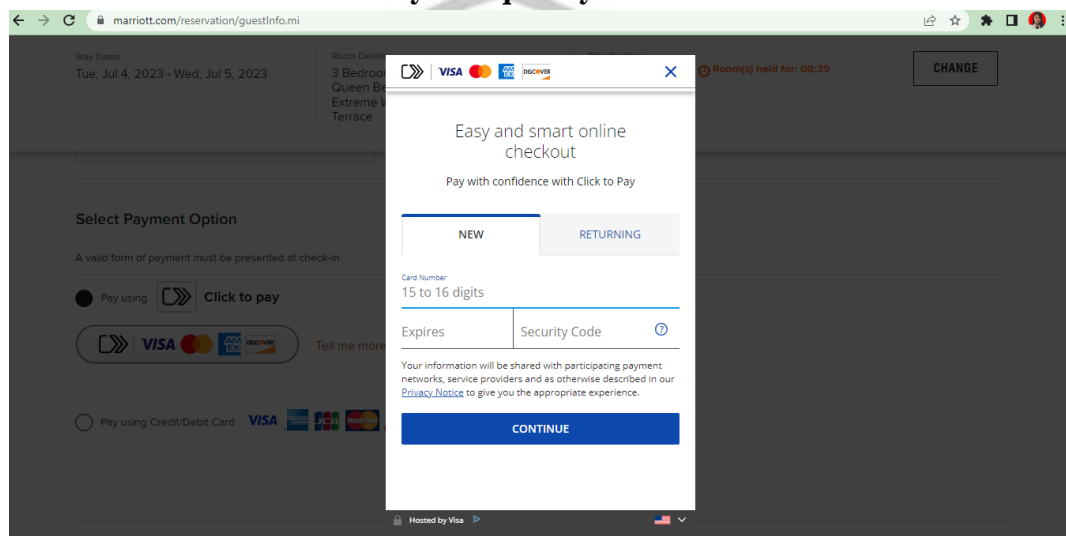 marriott.com/reservation/guestInfo.mi
Stay Dates
Tue, Jul 4, 2023 - Wed, Jul 5, 2023
Room Details
3 Bedroo
Queen Be
Extreme
Terrace
Room(s) held for: 08:39
CHANGE
VISA AM EX DISCOVER
Easy and smart online
checkout
Pay with confidence with Click to Pay
NEW RETURNING
Card Number
15 to 16 digits
Expires Security Code
Your information will be shared with participating payment
networks, service providers and as otherwise described in our
Privacy Notice to give you the appropriate experience.
CONTINUE
Hosted by Visa
Select Payment Option
A valid form of payment must be presented at check-in
Pay using Click to pay
VISA AM EX DISCOVER Tell me more
Pay using Credit/Debit Card VISA JCB